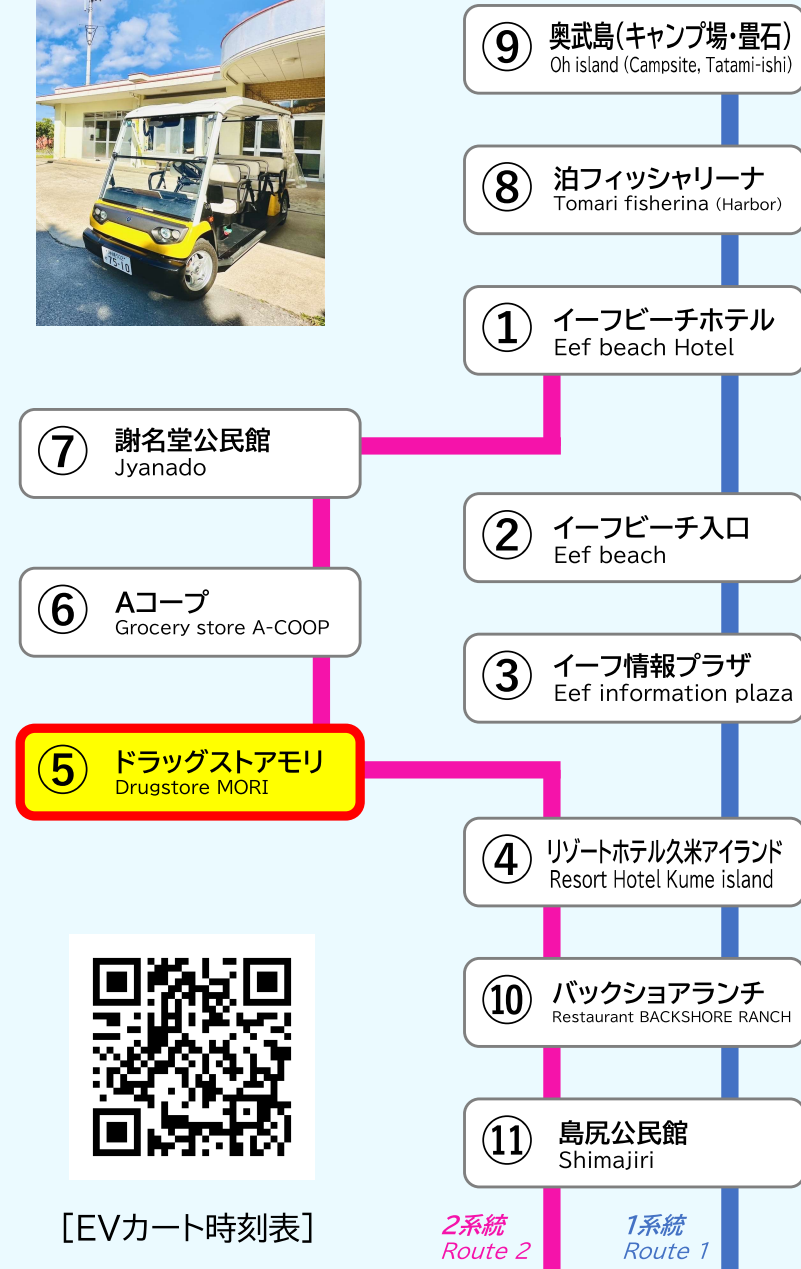 75-10
⑨ 奥武島(キャンプ場・畳石)
Oh island (Campsite, Tatami-ishi)
⑧ 泊フィッシャリーナ
Tomari fisherina (Harbor)
① イーフビーチホテル
Eef beach Hotel
⑦ 謝名堂公民館
Jyanado
② イーフビーチ入口
Eef beach
⑥ Aコープ
Grocery store A-COOP
③ イーフ情報プラザ
Eef information plaza
⑤ ドラッグストアモリ
Drugstore MORI
④ リゾートホテル久米アイランド
Resort Hotel Kume island
⑩ バックショアランチ
Restaurant BACKSHORE RANCH
⑪ 島尻公民館
Shimajiri
[EVカート時刻表]
2系統
Route 2
1系統
Route 1